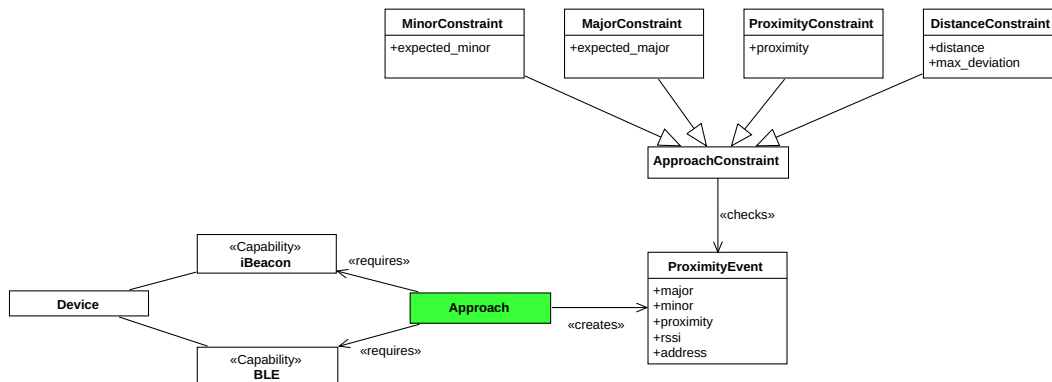 MinorConstraint
+expected_minor
MajorConstraint
+expected_major
ProximityConstraint
+proximity
DistanceConstraint
+distance
+max_deviation
ApproachConstraint
«checks»
«Capability»
iBeacon
«requires»
ProximityEvent
+major
+minor
+proximity
+rssi
+address
Device
Approach
«creates»
«requires»
«Capability»
BLE